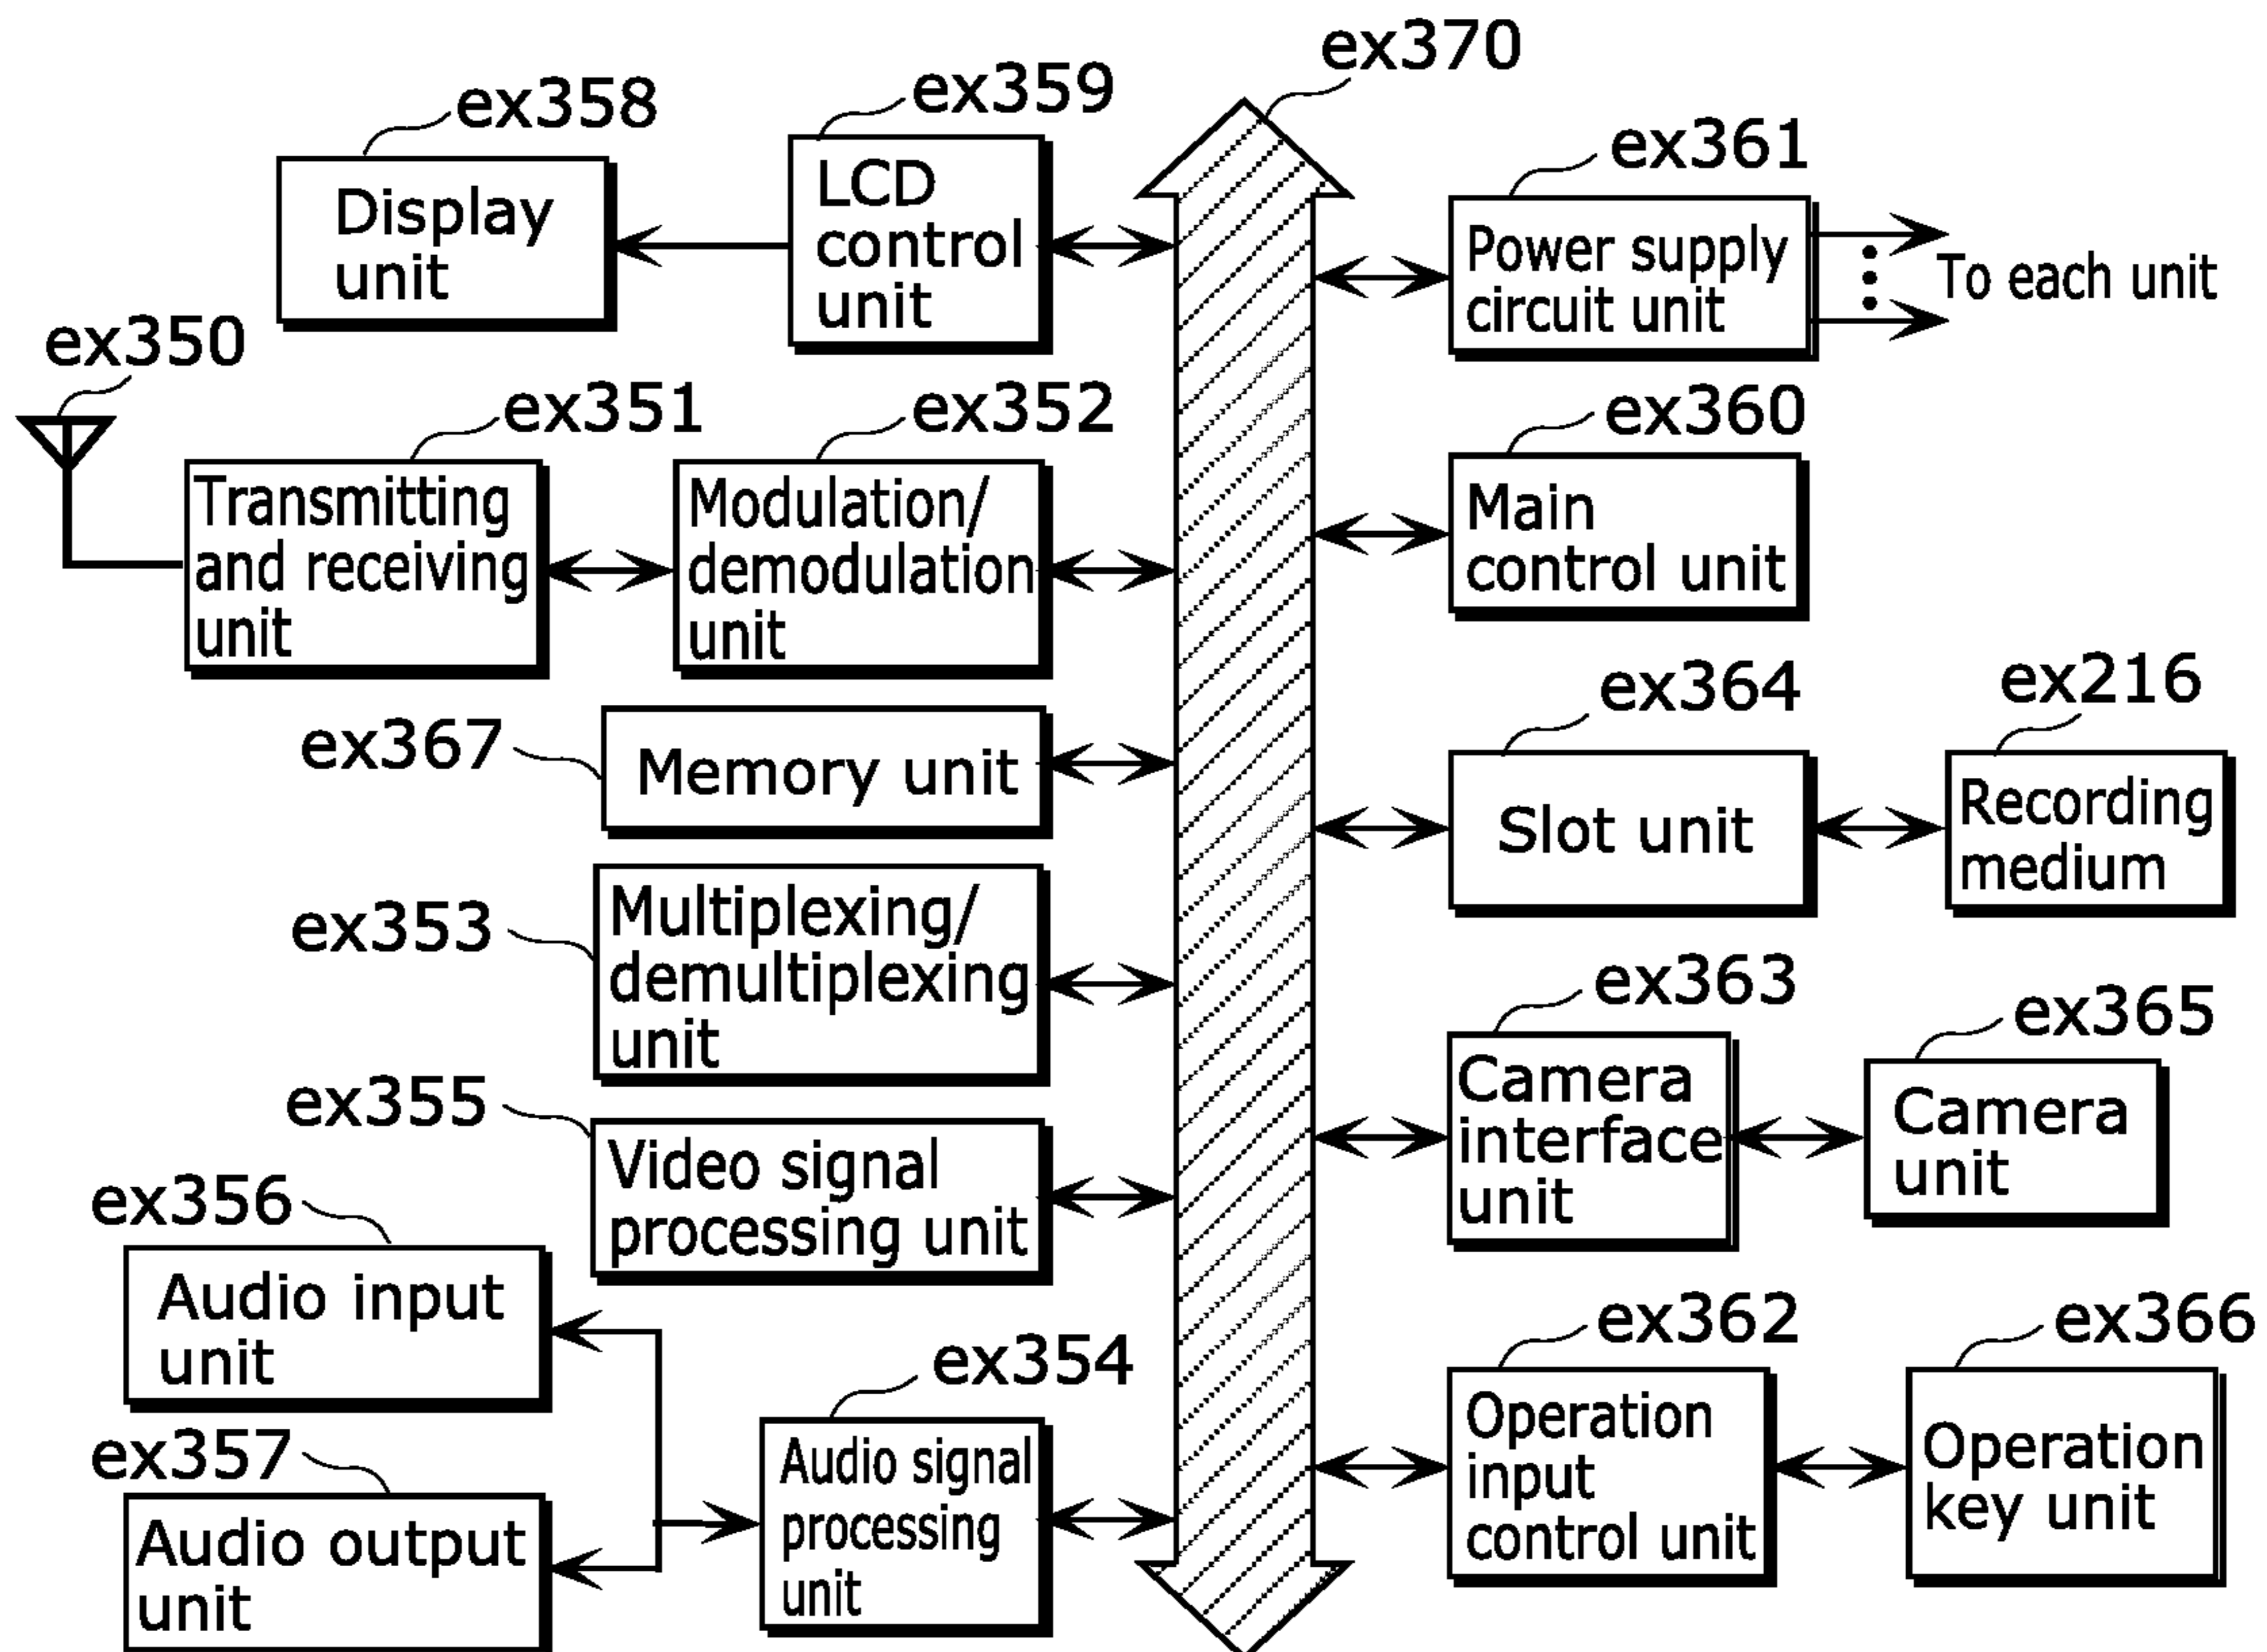 ex370
ex359
ex358
ex361
LCD
control
unit
Display
unit
Power supply
circuit unit
To each unit
ex350
ex351
ex352
ex360
Transmitting
and receiving
unit
Modulation/
demodulation
unit
Main
control unit
ex364
ex216
ex367
Memory unit
Slot unit
Recording
medium
ex353
Multiplexing/
demultiplexing
unit
ex363
ex365
Camera
interface
unit
Camera
unit
ex355
Video signal
processing unit
ex356
Audio input
unit
ex354
ex362
ex366
ex357
Audio output
unit
Audio signal
processing
unit
Operation
input
control unit
Operation
key unit